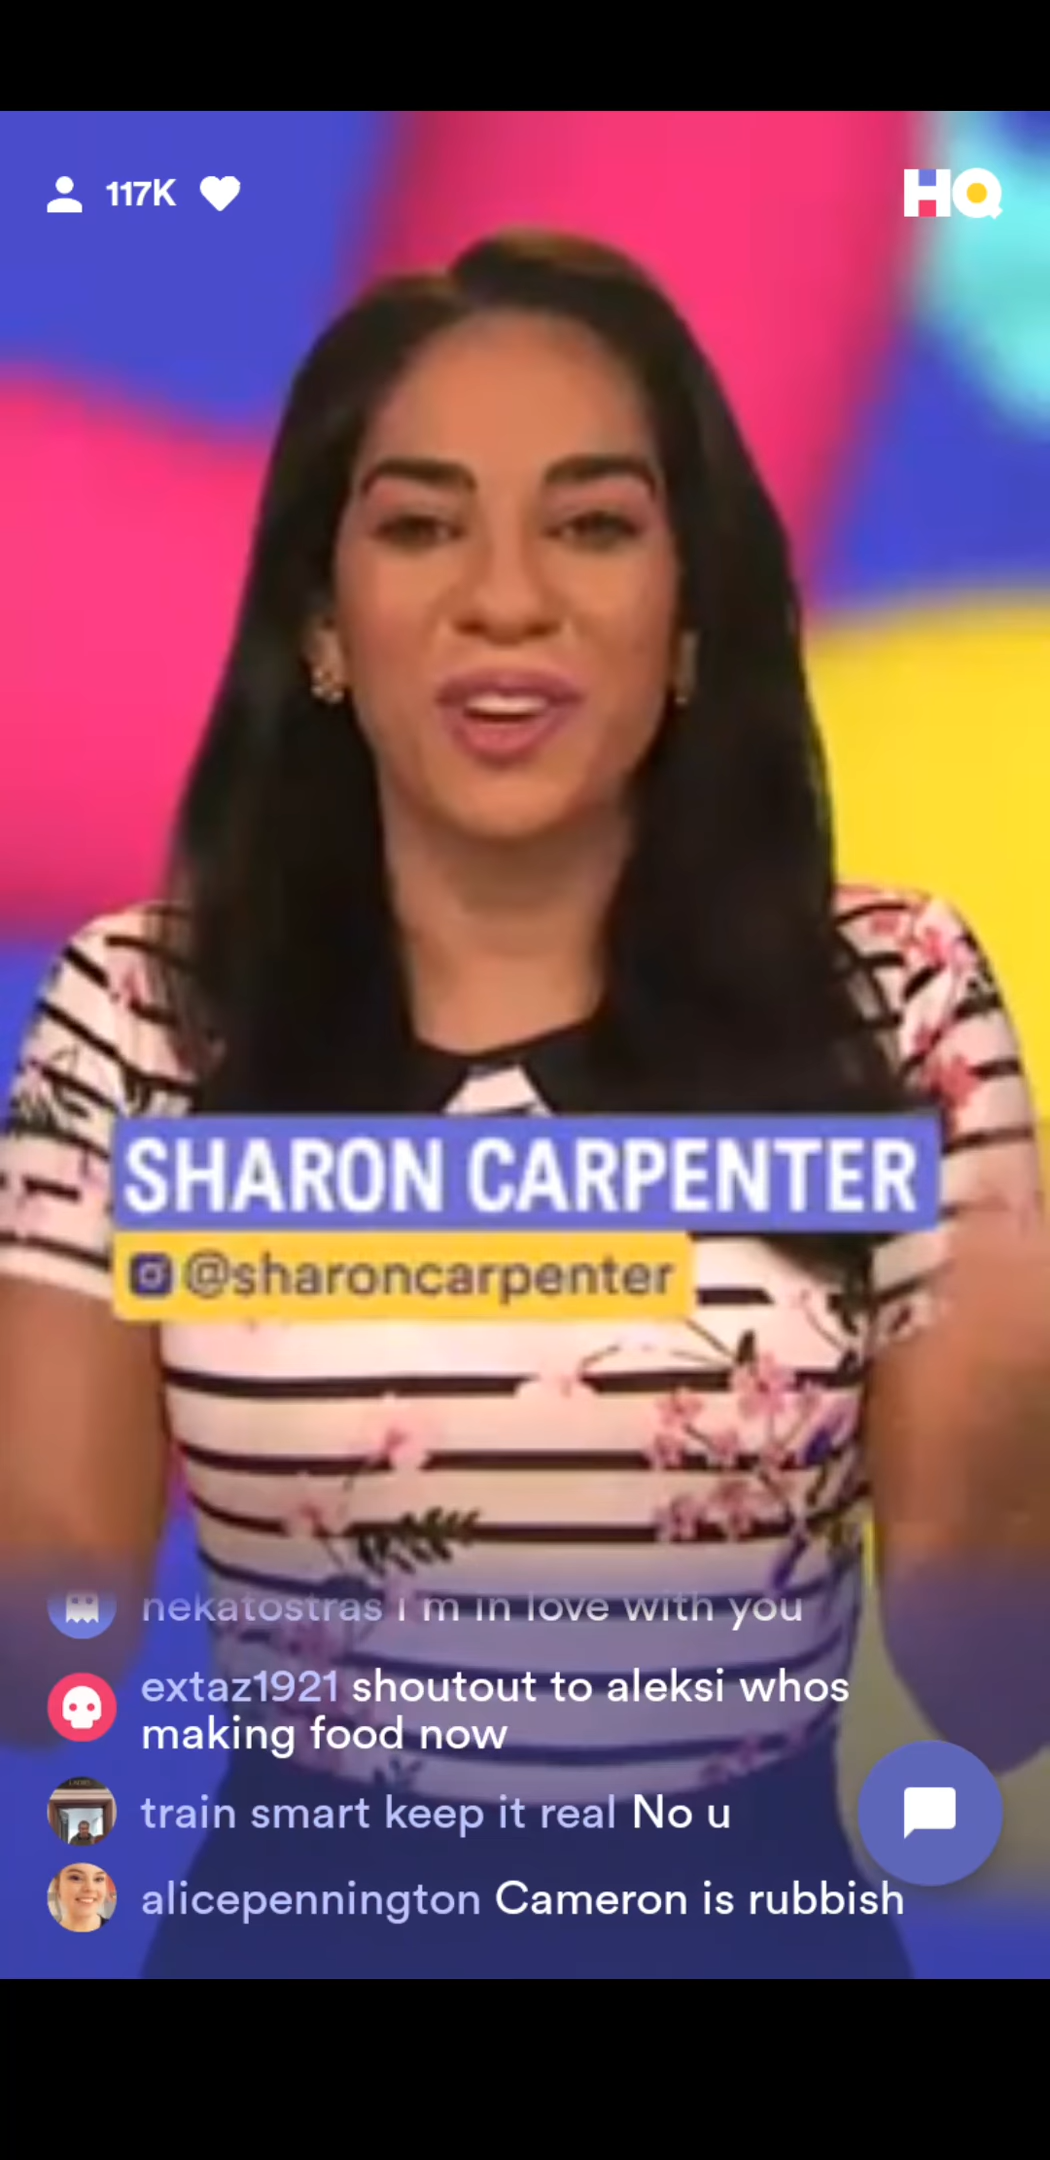 117K
HQ
SHARON CARPENTER
@sharoncarpenter
nekatostras i'm in love with you
extaz1921 shoutout to aleksi whos
making food now
train smart keep it real No u
alicepennington Cameron is rubbish